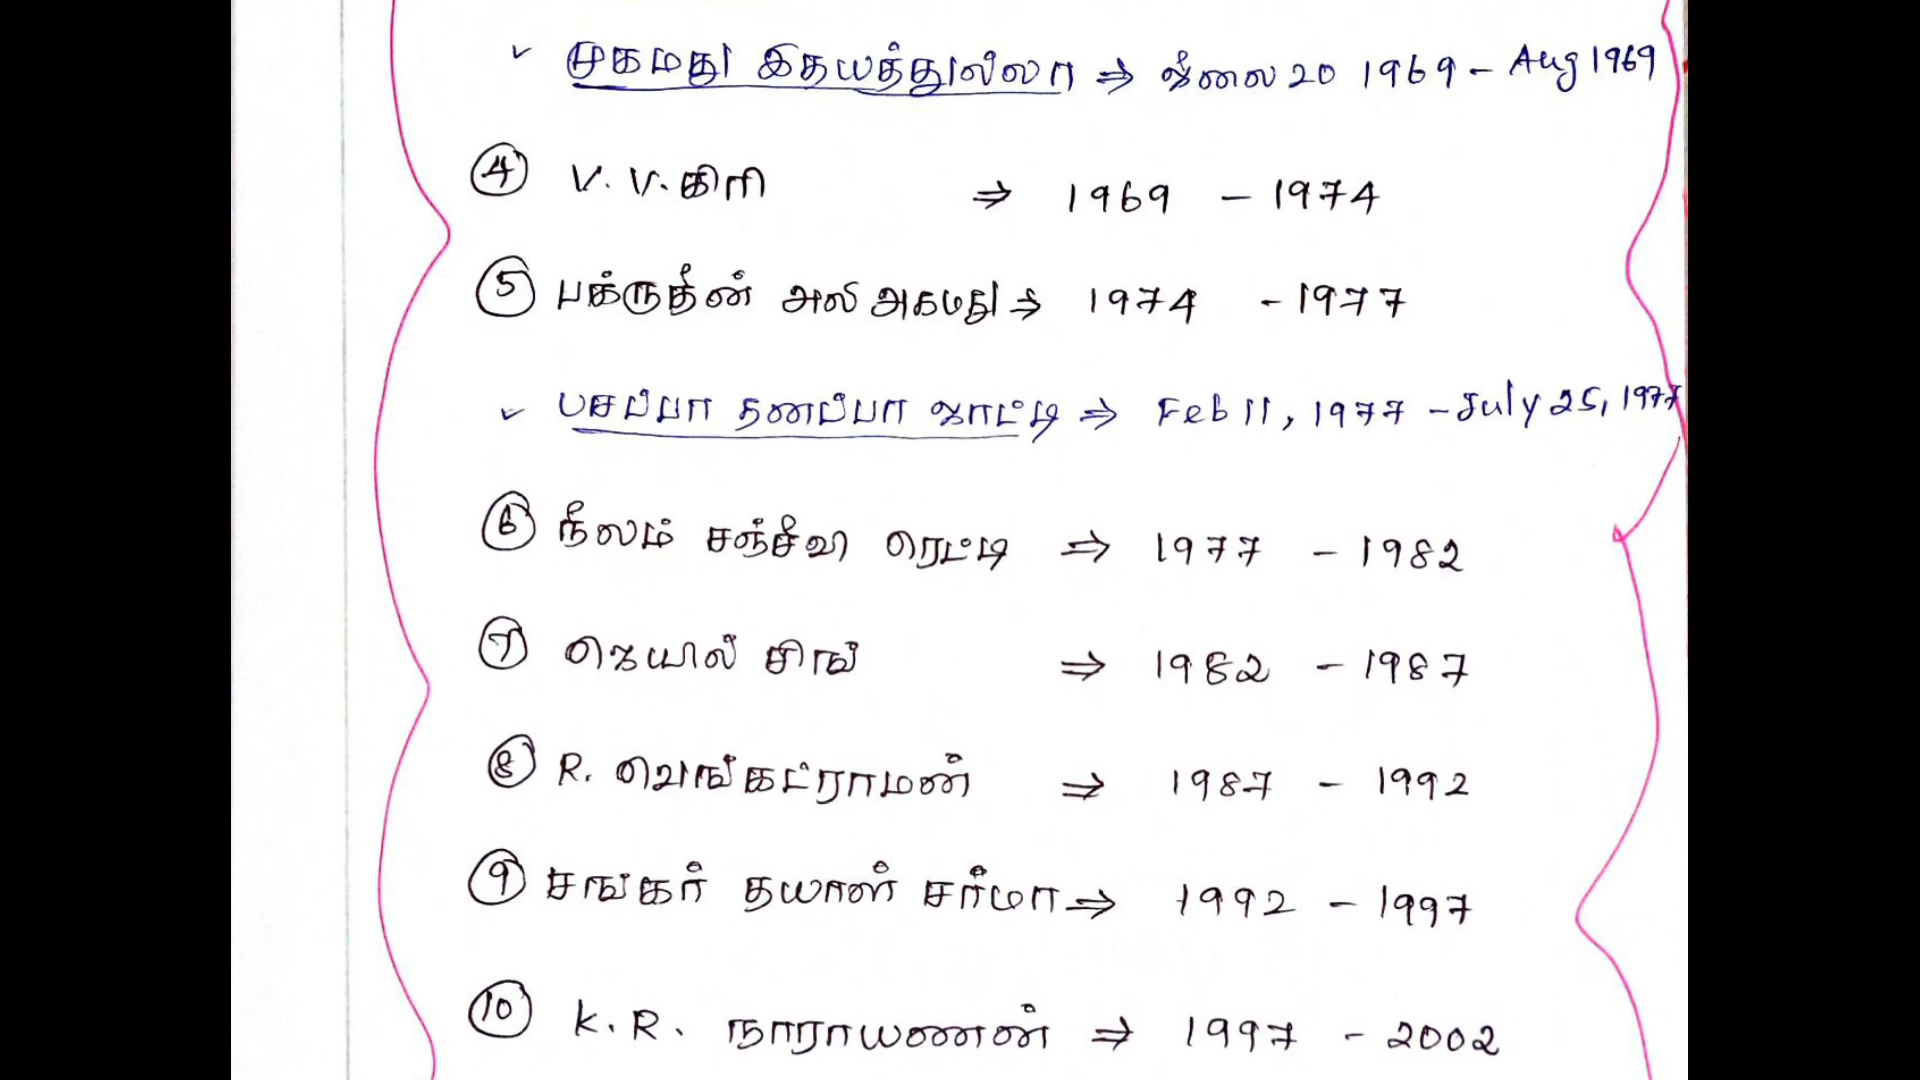 ✓ முகமது இதயத்துல்லா ⇒ ஜீலை 20 1969 - Aug 1969
④ V. V. கிரி ⇒ 1969 - 1974
⑤ பக்ருதீன் அலி அகமது ⇒ 1974 - 1977
✓ பசப்பா தனப்பா ஜாட்டி ⇒ Feb 11, 1977 - July 25, 1977
⑥ நீலம் சஞ்சீவி ரெட்டி ⇒ 1977 - 1982
⑦ ஜெயில் சிங் ⇒ 1982 - 1987
⑧ R. வெங்கட்ராமன் ⇒ 1987 - 1992
⑨ சங்கர் தயாள் சர்மா ⇒ 1992 - 1997
⑩ K. R. நாராயணன் ⇒ 1997 - 2002